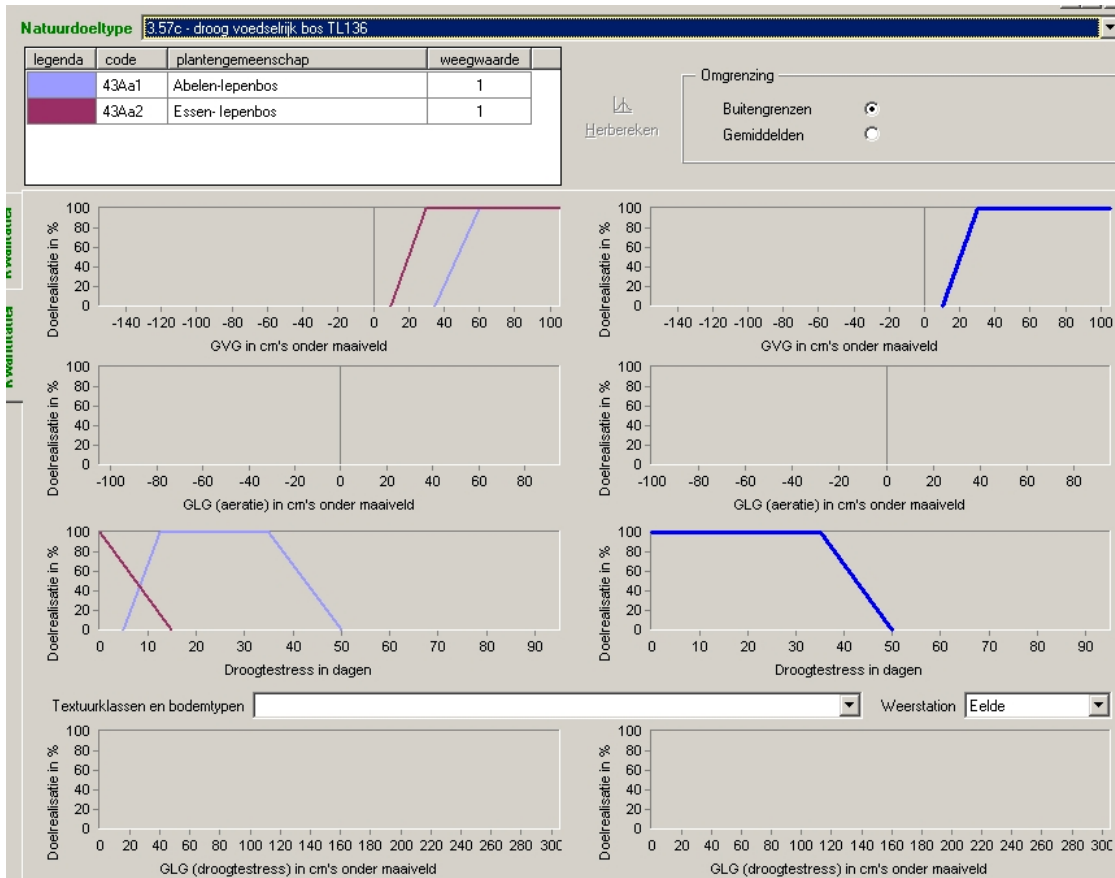 Natuurdoeltype 3.57c - droog voedselrijk bos TL136
legenda code plantengemeenschap weegwaarde
43Aa1 Abelen-Iepenbos 1
43Aa2 Essen- Iepenbos 1
Herbereken
Omgrenzing
Buitengrenzen
Gemiddelden
Kwalitatief
Kwantitatief
Doelrealisatie in %
100
80
60
40
20
0
-140 -120 -100 -80 -60 -40 -20 0 20 40 60 80 100
GVG in cm's onder maaiveld
Doelrealisatie in %
100
80
60
40
20
0
-140 -120 -100 -80 -60 -40 -20 0 20 40 60 80 100
GVG in cm's onder maaiveld
Doelrealisatie in %
100
80
60
40
20
0
-100 -80 -60 -40 -20 0 20 40 60 80
GLG (aeratie) in cm's onder maaiveld
Doelrealisatie in %
100
80
60
40
20
0
-100 -80 -60 -40 -20 0 20 40 60 80
GLG (aeratie) in cm's onder maaiveld
Doelrealisatie in %
100
80
60
40
20
0
0 10 20 30 40 50 60 70 80 90
Droogtestress in dagen
Doelrealisatie in %
100
80
60
40
20
0
0 10 20 30 40 50 60 70 80 90
Droogtestress in dagen
Textuurklassen en bodemtypen
Weerstation Eelde
Doelrealisatie in %
100
80
60
40
20
0
0 20 40 60 80 100 120 140 160 180 200 220 240 260 280 300
GLG (droogtestress) in cm's onder maaiveld
Doelrealisatie in %
100
80
60
40
20
0
0 20 40 60 80 100 120 140 160 180 200 220 240 260 280 300
GLG (droogtestress) in cm's onder maaiveld